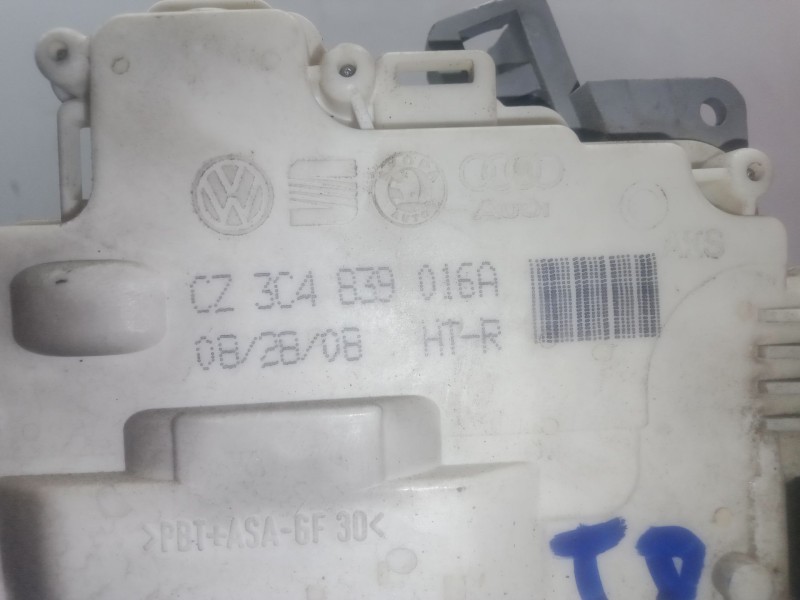 CZ 3C4 839 016A
08/28/08 HT-R
>PBT+ASA-GF 30<